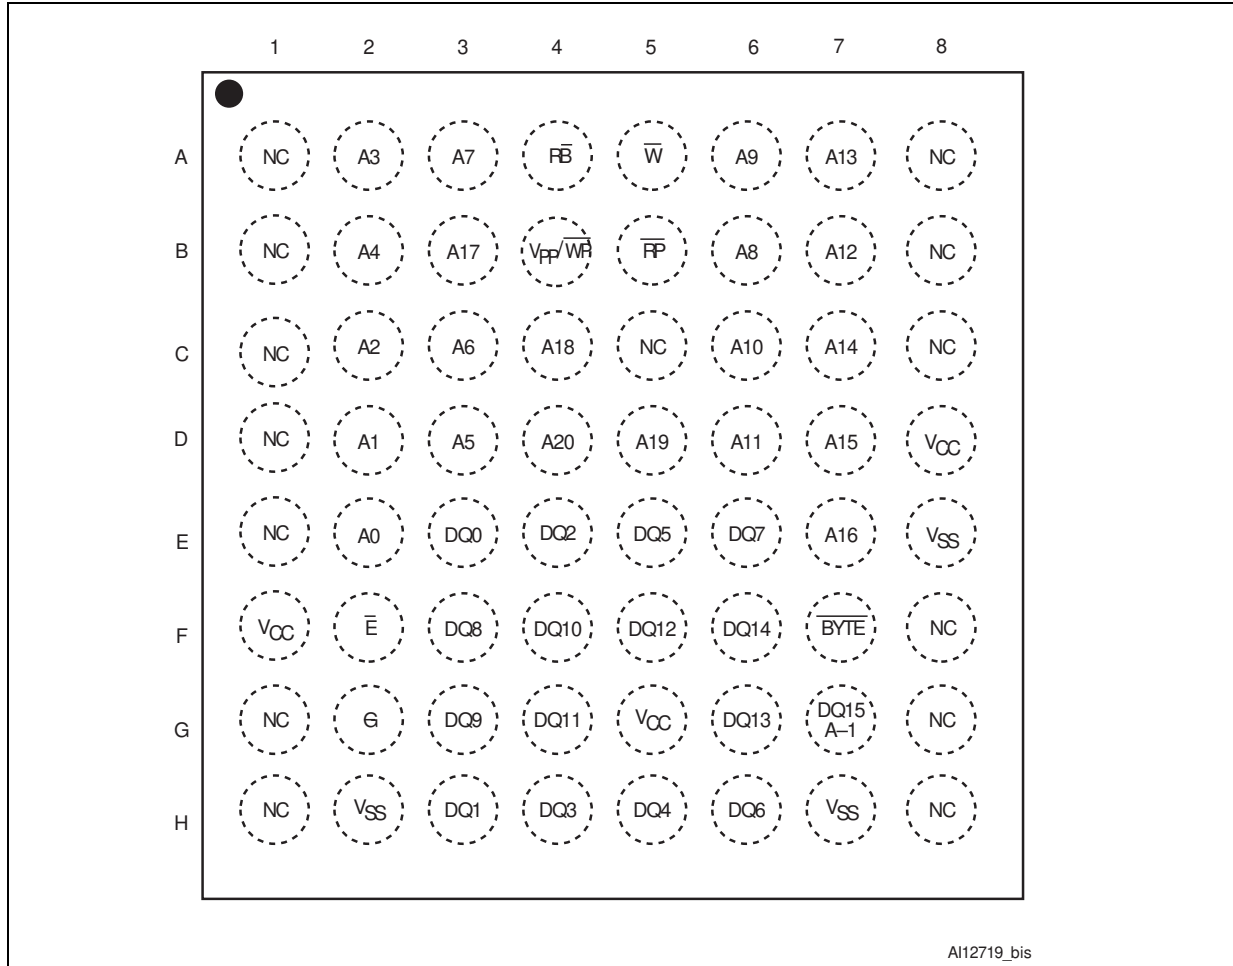 1 2 3 4 5 6 7 8
A NC A3 A7 RB̅ W̅ A9 A13 NC
B NC A4 A17 VPP/W̅P̅ R̅P̅ A8 A12 NC
C NC A2 A6 A18 NC A10 A14 NC
D NC A1 A5 A20 A19 A11 A15 VCC
E NC A0 DQ0 DQ2 DQ5 DQ7 A16 VSS
F VCC E̅ DQ8 DQ10 DQ12 DQ14 B̅Y̅T̅E̅ NC
G NC G̅ DQ9 DQ11 VCC DQ13 DQ15 A–1 NC
H NC VSS DQ1 DQ3 DQ4 DQ6 VSS NC
AI12719_bis